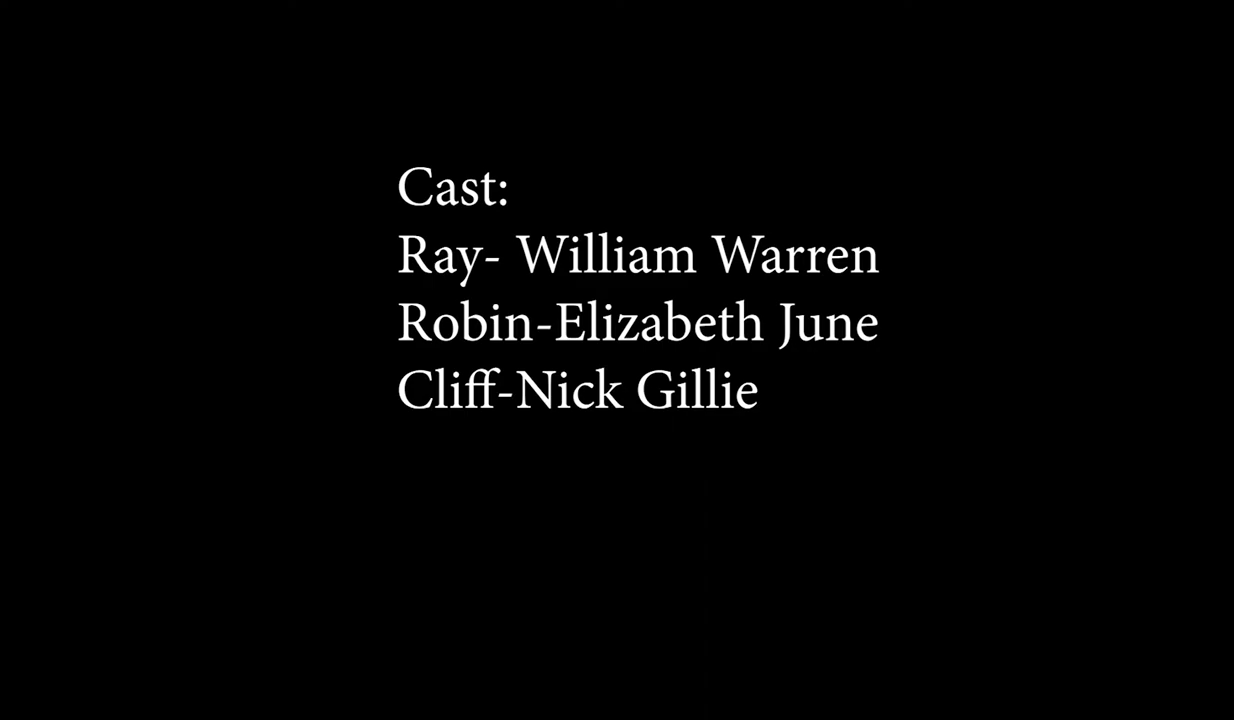 Cast:
Ray- William Warren
Robin-Elizabeth June
Cliff-Nick Gillie